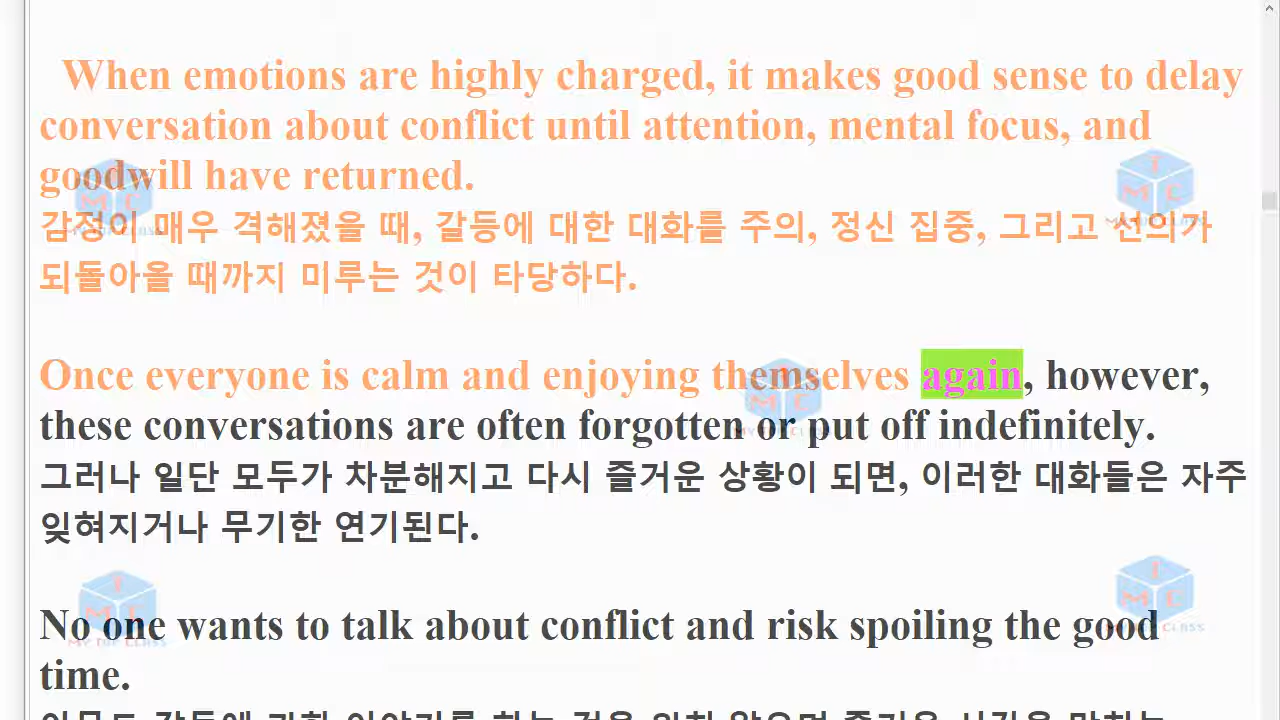 When emotions are highly charged, it makes good sense to delay
conversation about conflict until attention, mental focus, and
goodwill have returned.
감정이 매우 격해졌을 때, 갈등에 대한 대화를 주의, 정신 집중, 그리고 선의가
되돌아올 때까지 미루는 것이 타당하다.
Once everyone is calm and enjoying themselves again, however,
these conversations are often forgotten or put off indefinitely.
그러나 일단 모두가 차분해지고 다시 즐거운 상황이 되면, 이러한 대화들은 자주
잊혀지거나 무기한 연기된다.
No one wants to talk about conflict and risk spoiling the good
time.